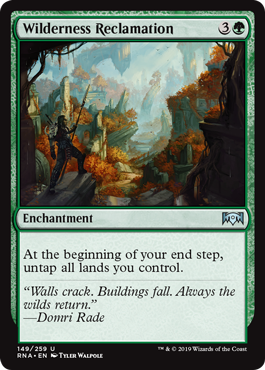 Wilderness Reclamation 3
Enchantment
At the beginning of your end step,
untap all lands you control.
“Walls crack. Buildings fall. Always the
wilds return.”
—Domri Rade
149/259 U
RNA • EN Tyler Walpole
™ & © 2019 Wizards of the Coast